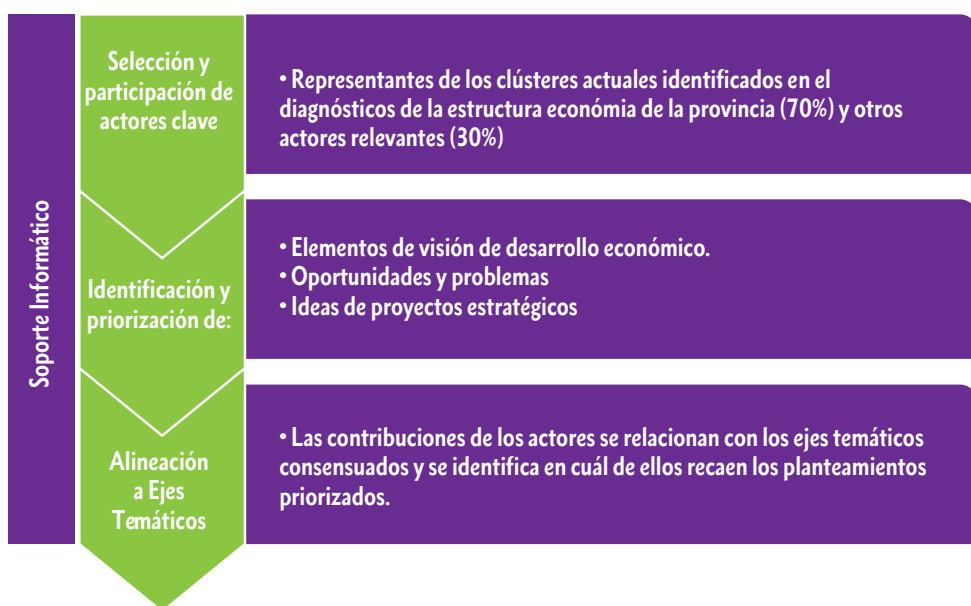 Soporte Informático
Selección y
participación de
actores clave
• Representantes de los clústeres actuales identificados en el
diagnósticos de la estructura económia de la provincia (70%) y otros
actores relevantes (30%)
Identificación y
priorización de:
• Elementos de visión de desarrollo económico.
• Oportunidades y problemas
• Ideas de proyectos estratégicos
Alineación
a Ejes
Temáticos
• Las contribuciones de los actores se relacionan con los ejes temáticos
consensuados y se identifica en cuál de ellos recaen los planteamientos
priorizados.